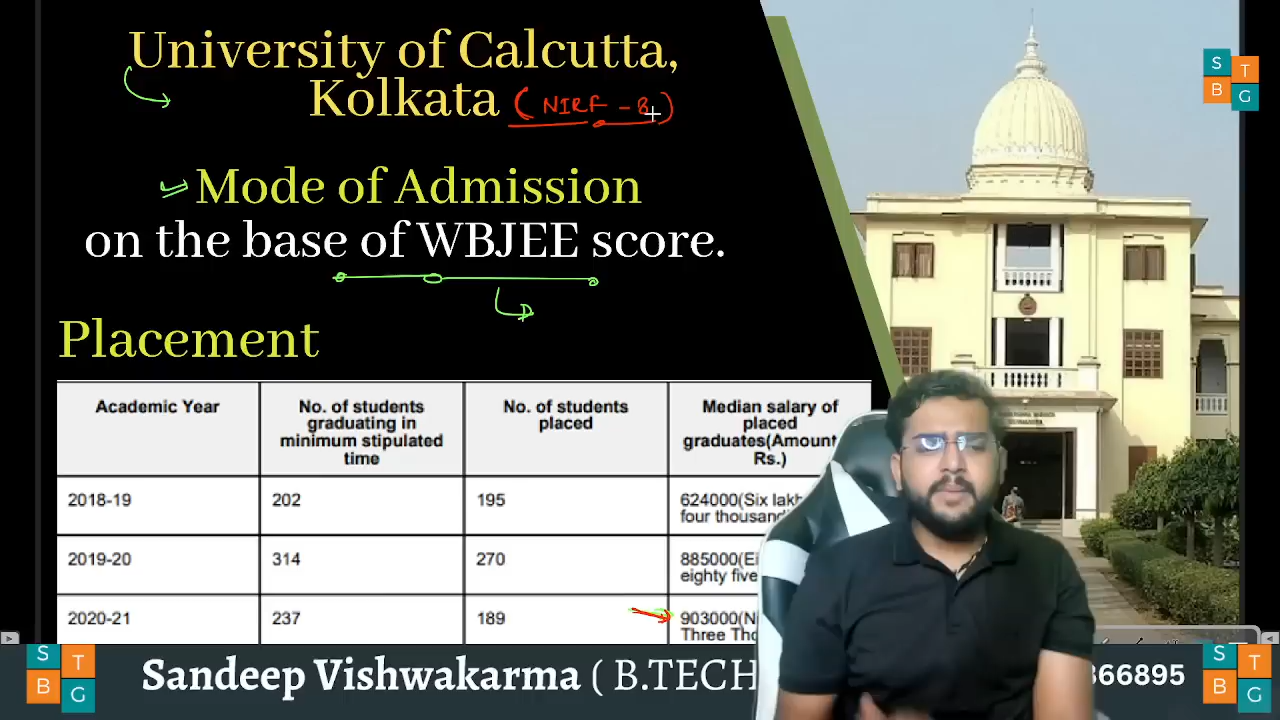 University of Calcutta,
Kolkata (NIRF - 8)
Mode of Admission
on the base of WBJEE score.
Placement
Academic Year
No. of students
graduating in
minimum stipulated
time
No. of students
placed
Median salary of
placed
graduates(Amount
Rs.)
2018-19
202
195
624000(Six lakh
four thousand
2019-20
314
270
885000(Ei
eighty five
2020-21
237
189
903000(Ni
Three Tho
S
T
B
G
S
T
B
G
Sandeep Vishwakarma ( B.TECH
366895
S
T
B
G